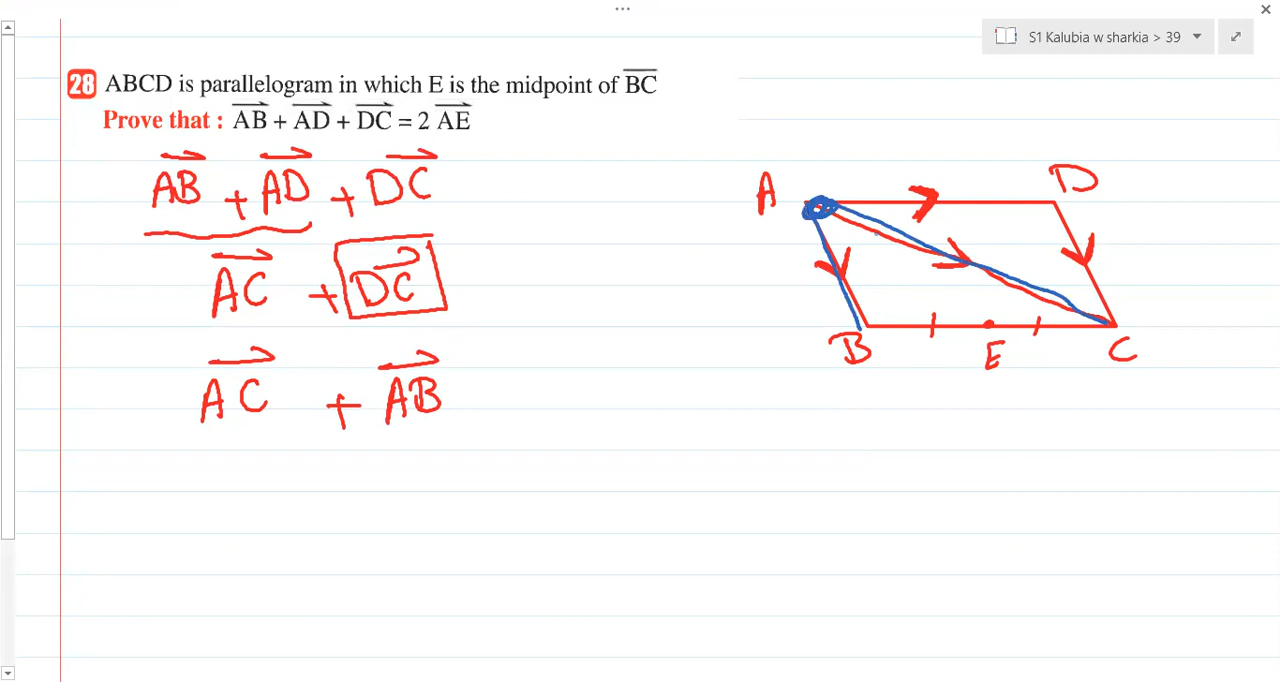 ...
S1 Kalubia w sharkia > 39
28 ABCD is parallelogram in which E is the midpoint of BC
Prove that : AB + AD + DC = 2 AE
AB + AD + DC
AC + DC
AC + AB
A
D
B
E
C